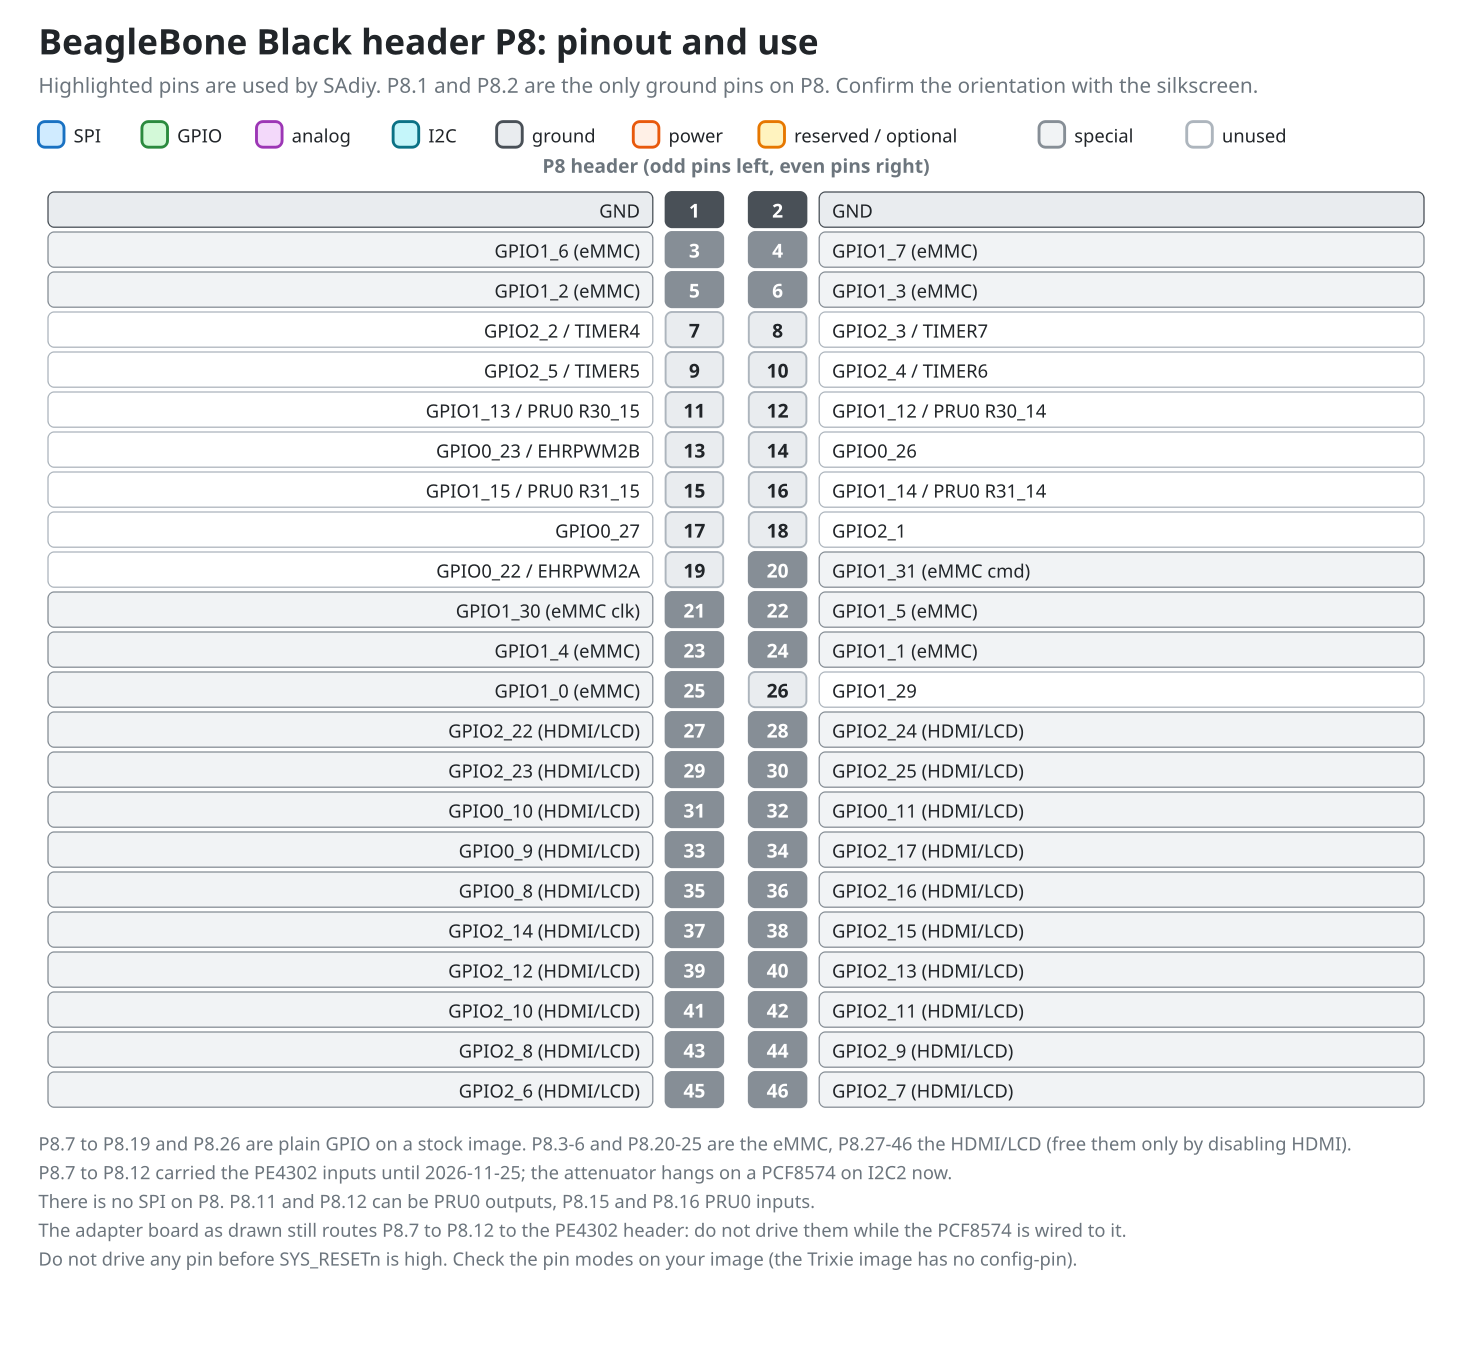 BeagleBone Black header P8: pinout and use
Highlighted pins are used by SAdiy. P8.1 and P8.2 are the only ground pins on P8. Confirm the orientation with the silkscreen.
SPI GPIO analog I2C ground power reserved / optional special unused
P8 header (odd pins left, even pins right)
GND 1 2 GND
GPIO1_6 (eMMC) 3 4 GPIO1_7 (eMMC)
GPIO1_2 (eMMC) 5 6 GPIO1_3 (eMMC)
GPIO2_2 / TIMER4 7 8 GPIO2_3 / TIMER7
GPIO2_5 / TIMER5 9 10 GPIO2_4 / TIMER6
GPIO1_13 / PRU0 R30_15 11 12 GPIO1_12 / PRU0 R30_14
GPIO0_23 / EHRPWM2B 13 14 GPIO0_26
GPIO1_15 / PRU0 R31_15 15 16 GPIO1_14 / PRU0 R31_14
GPIO0_27 17 18 GPIO2_1
GPIO0_22 / EHRPWM2A 19 20 GPIO1_31 (eMMC cmd)
GPIO1_30 (eMMC clk) 21 22 GPIO1_5 (eMMC)
GPIO1_4 (eMMC) 23 24 GPIO1_1 (eMMC)
GPIO1_0 (eMMC) 25 26 GPIO1_29
GPIO2_22 (HDMI/LCD) 27 28 GPIO2_24 (HDMI/LCD)
GPIO2_23 (HDMI/LCD) 29 30 GPIO2_25 (HDMI/LCD)
GPIO0_10 (HDMI/LCD) 31 32 GPIO0_11 (HDMI/LCD)
GPIO0_9 (HDMI/LCD) 33 34 GPIO2_17 (HDMI/LCD)
GPIO0_8 (HDMI/LCD) 35 36 GPIO2_16 (HDMI/LCD)
GPIO2_14 (HDMI/LCD) 37 38 GPIO2_15 (HDMI/LCD)
GPIO2_12 (HDMI/LCD) 39 40 GPIO2_13 (HDMI/LCD)
GPIO2_10 (HDMI/LCD) 41 42 GPIO2_11 (HDMI/LCD)
GPIO2_8 (HDMI/LCD) 43 44 GPIO2_9 (HDMI/LCD)
GPIO2_6 (HDMI/LCD) 45 46 GPIO2_7 (HDMI/LCD)
P8.7 to P8.19 and P8.26 are plain GPIO on a stock image. P8.3-6 and P8.20-25 are the eMMC, P8.27-46 the HDMI/LCD (free them only by disabling HDMI).
P8.7 to P8.12 carried the PE4302 inputs until 2026-11-25; the attenuator hangs on a PCF8574 on I2C2 now.
There is no SPI on P8. P8.11 and P8.12 can be PRU0 outputs, P8.15 and P8.16 PRU0 inputs.
The adapter board as drawn still routes P8.7 to P8.12 to the PE4302 header: do not drive them while the PCF8574 is wired to it.
Do not drive any pin before SYS_RESETn is high. Check the pin modes on your image (the Trixie image has no config-pin).